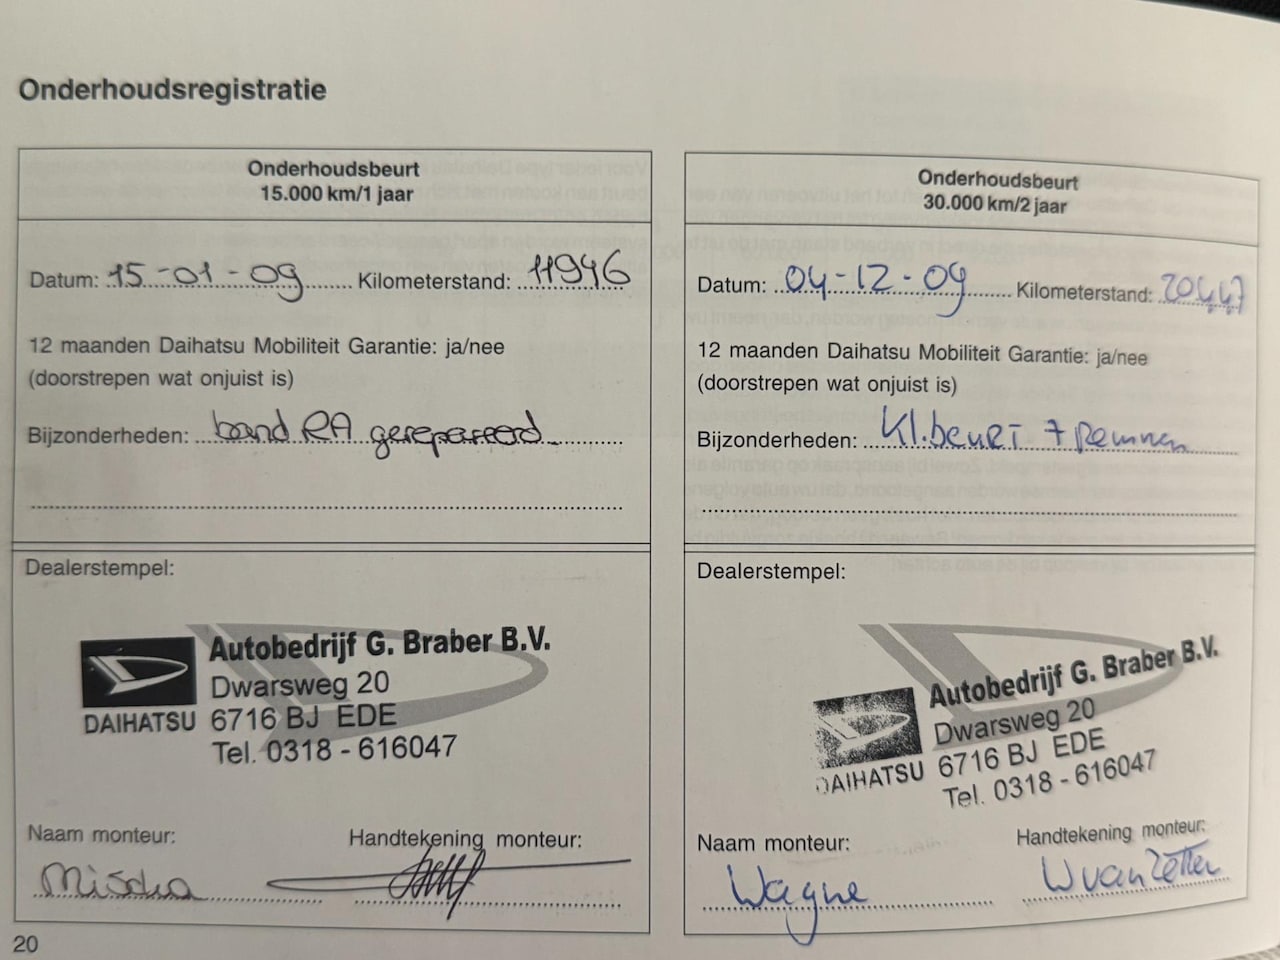 Onderhoudsregistratie
Onderhoudsbeurt
15.000 km/1 jaar
Datum: 15-01-09 Kilometerstand: 11946
12 maanden Daihatsu Mobiliteit Garantie: ja/nee
(doorstrepen wat onjuist is)
Bijzonderheden: band RA gerepareerd
Dealerstempel:
Autobedrijf G. Braber B.V.
Dwarsweg 20
DAIHATSU 6716 BJ EDE
Tel. 0318 - 616047
Naam monteur: Handtekening monteur:
Mischa
20
Onderhoudsbeurt
30.000 km/2 jaar
Datum: 04-12-09 Kilometerstand: 20447
12 maanden Daihatsu Mobiliteit Garantie: ja/nee
(doorstrepen wat onjuist is)
Bijzonderheden: Kl.beurt + Remmen
Dealerstempel:
Autobedrijf G. Braber B.V.
Dwarsweg 20
DAIHATSU 6716 BJ EDE
Tel. 0318 - 616047
Naam monteur: Handtekening monteur:
Wayne